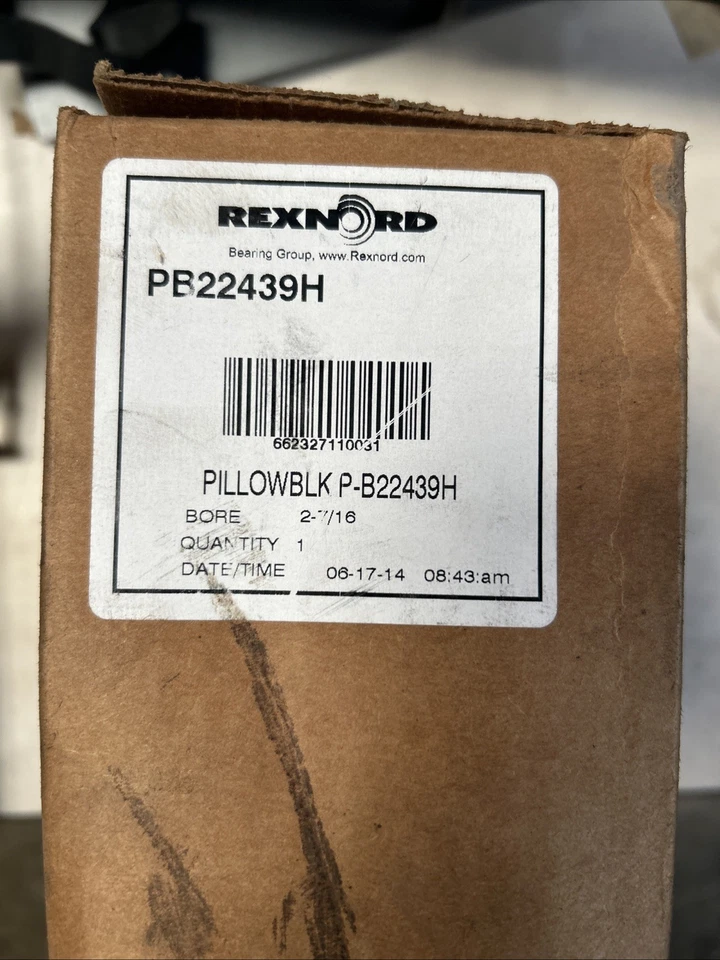 REXNORD
Bearing Group, www.Rexnord.com
PB22439H
662327110031
PILLOWBLK P-B22439H
BORE 2-7/16
QUANTITY 1
DATE/TIME 06-17-14 08:43:am